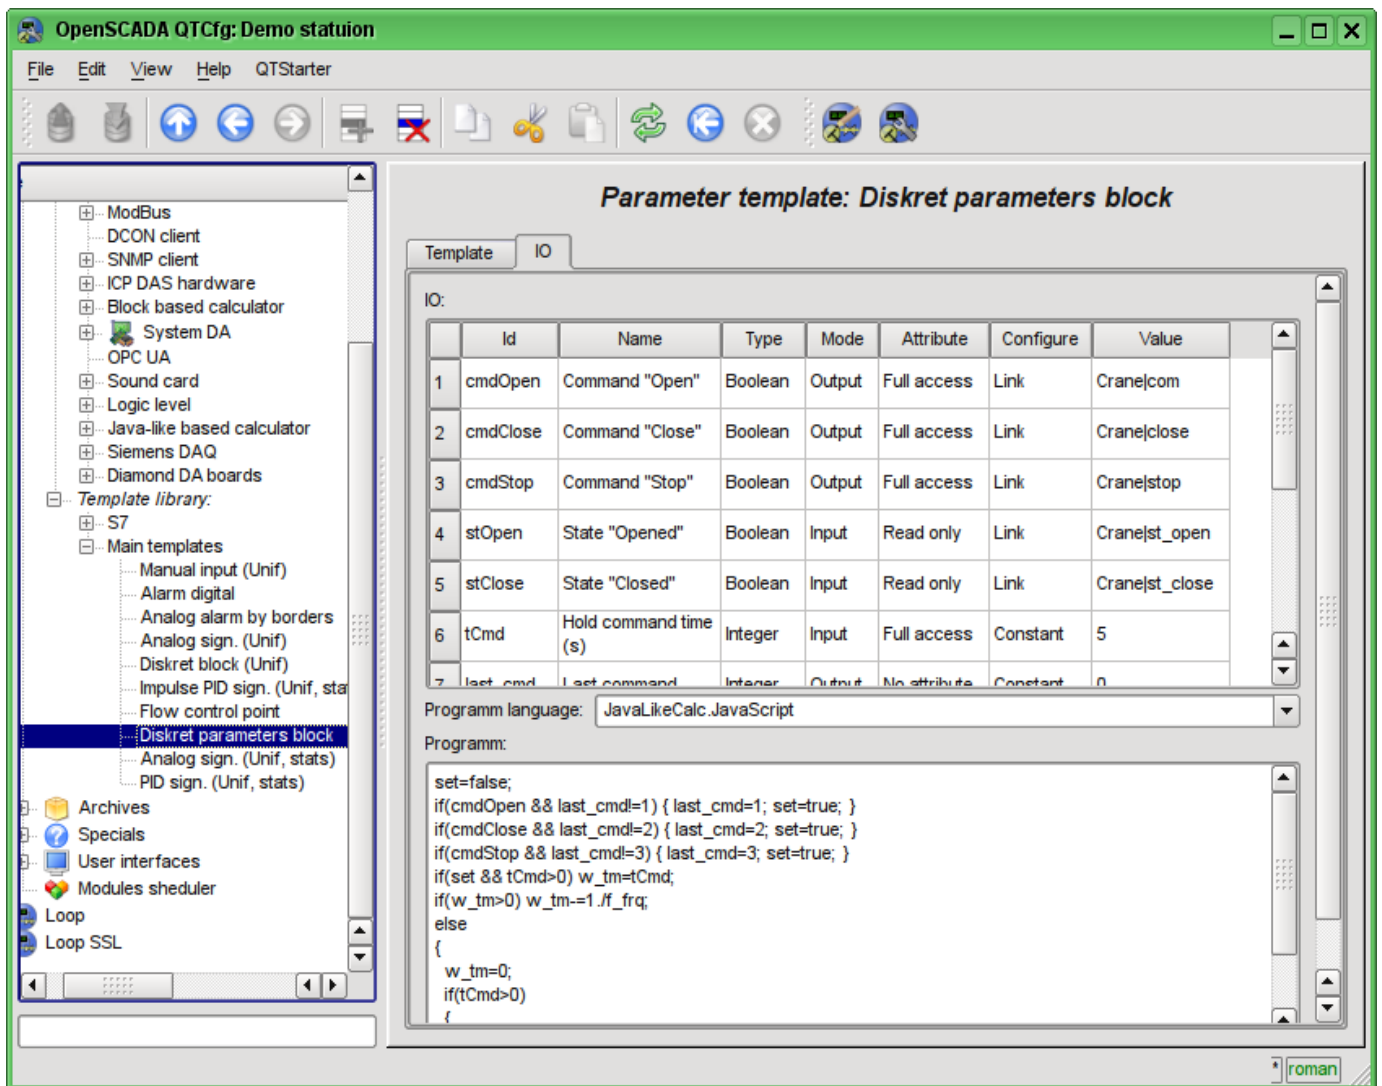 OpenSCADA QTCfg: Demo statuion
File Edit View Help QTStarter
ModBus
DCON client
SNMP client
ICP DAS hardware
Block based calculator
System DA
OPC UA
Sound card
Logic level
Java-like based calculator
Siemens DAQ
Diamond DA boards
Template library:
S7
Main templates
Manual input (Unif)
Alarm digital
Analog alarm by borders
Analog sign. (Unif)
Diskret block (Unif)
Impulse PID sign. (Unif, sta
Flow control point
Diskret parameters block
Analog sign. (Unif, stats)
PID sign. (Unif, stats)
Archives
Specials
User interfaces
Modules sheduler
Loop
Loop SSL
Parameter template: Diskret parameters block
Template IO
IO:
Id Name Type Mode Attribute Configure Value
1 cmdOpen Command "Open" Boolean Output Full access Link Crane|com
2 cmdClose Command "Close" Boolean Output Full access Link Crane|close
3 cmdStop Command "Stop" Boolean Output Full access Link Crane|stop
4 stOpen State "Opened" Boolean Input Read only Link Crane|st_open
5 stClose State "Closed" Boolean Input Read only Link Crane|st_close
6 tCmd Hold command time (s) Integer Input Full access Constant 5
7 last_cmd Last command Integer Output No attribute Constant 0
Programm language: JavaLikeCalc.JavaScript
Programm:
set=false;
if(cmdOpen && last_cmd!=1) { last_cmd=1; set=true; }
if(cmdClose && last_cmd!=2) { last_cmd=2; set=true; }
if(cmdStop && last_cmd!=3) { last_cmd=3; set=true; }
if(set && tCmd>0) w_tm=tCmd;
if(w_tm>0) w_tm-=1./f_frq;
else
{
w_tm=0;
if(tCmd>0)
{
* roman